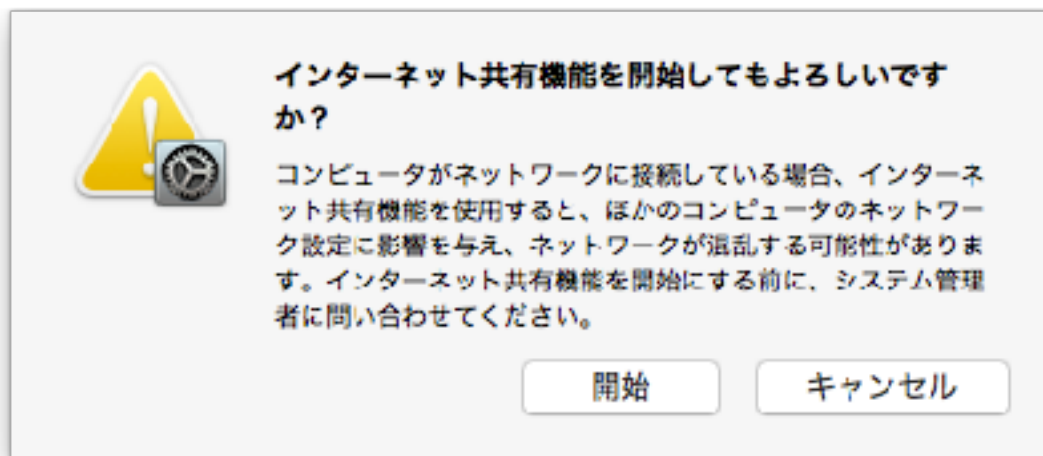 インターネット共有機能を開始してもよろしいです
か？
コンピュータがネットワークに接続している場合、インターネ
ット共有機能を使用すると、ほかのコンピュータのネットワー
ク設定に影響を与え、ネットワークが混乱する可能性がありま
す。インターネット共有機能を開始にする前に、システム管理
者に問い合わせてください。
開始
キャンセル